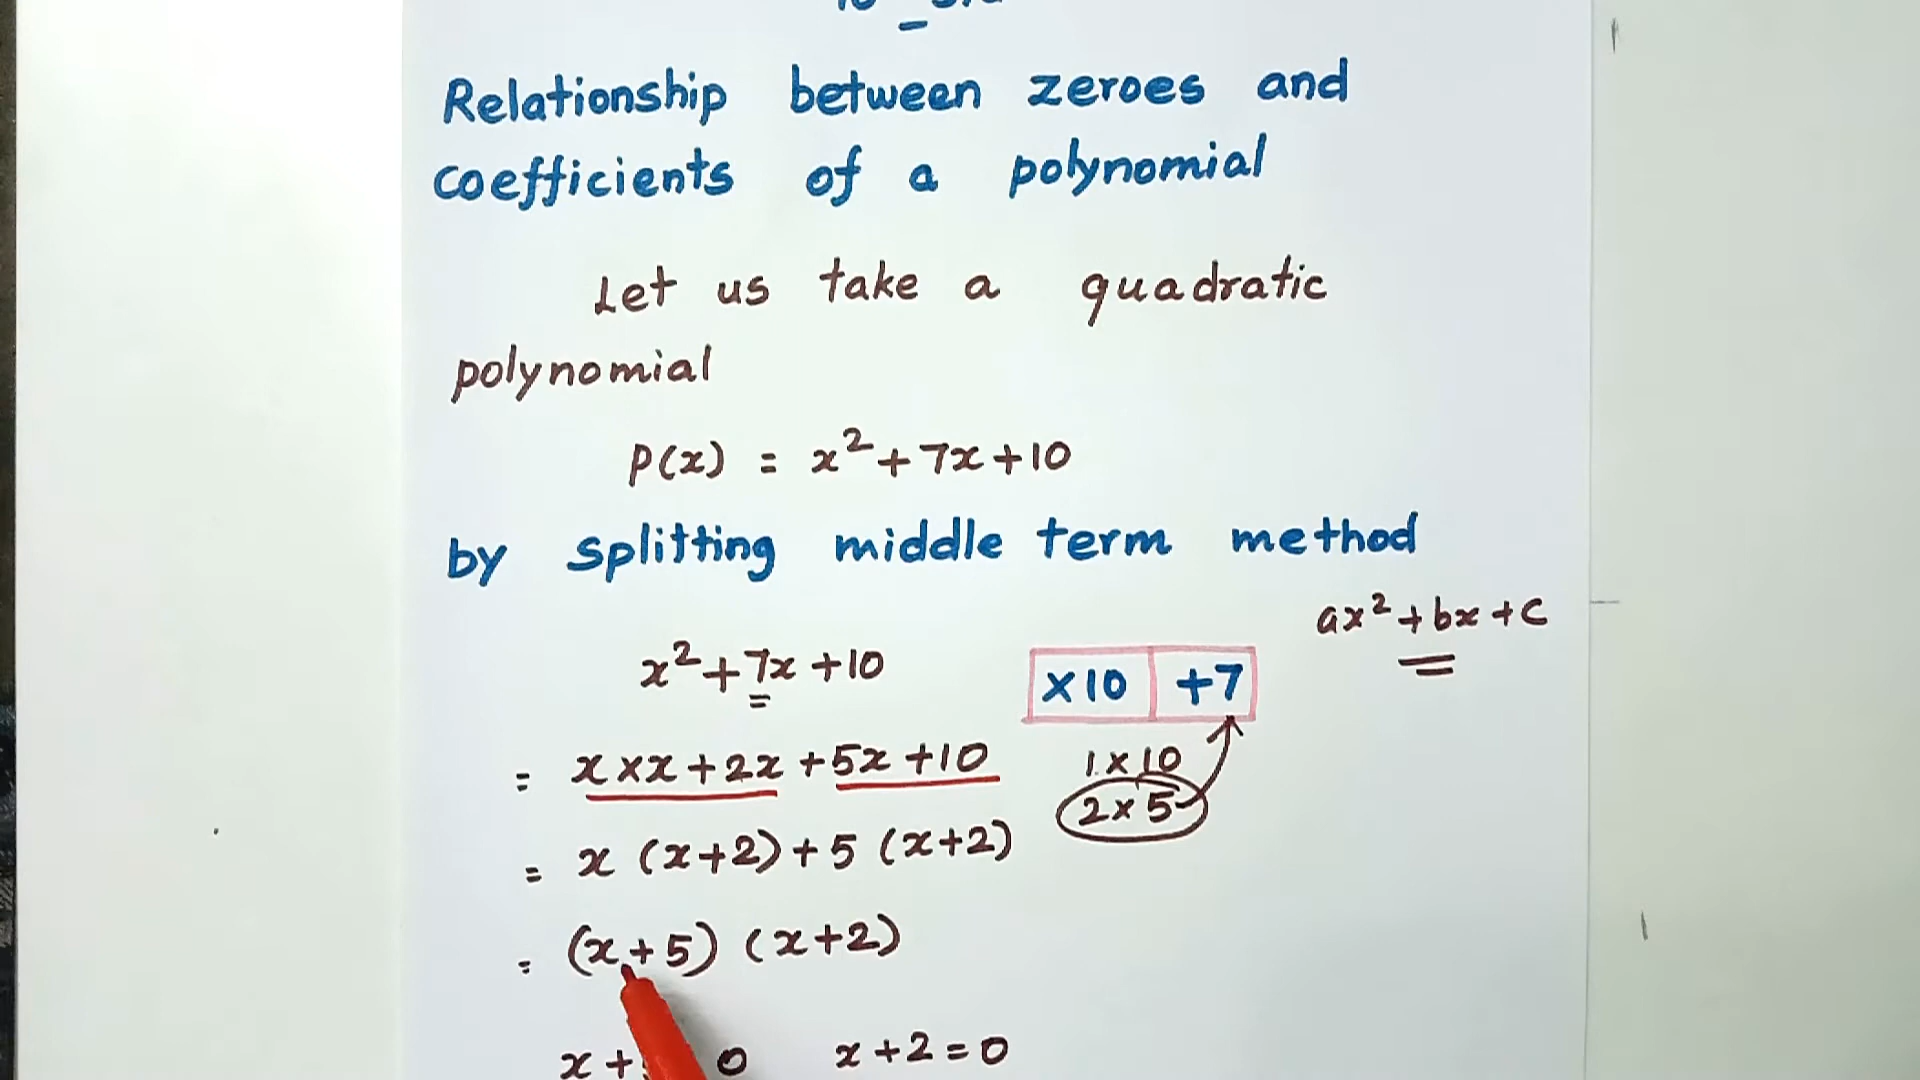 Relationship between zeroes and
coefficients of a polynomial
Let us take a quadratic
polynomial
P(x) = x² + 7x + 10
by splitting middle term method
ax² + bx + c
x² + 7x + 10
×10 +7
= x × x + 2x + 5x + 10
1 × 10
2 × 5
= x (x+2) + 5 (x+2)
= (x+5) (x+2)
x + 0 x + 2 = 0